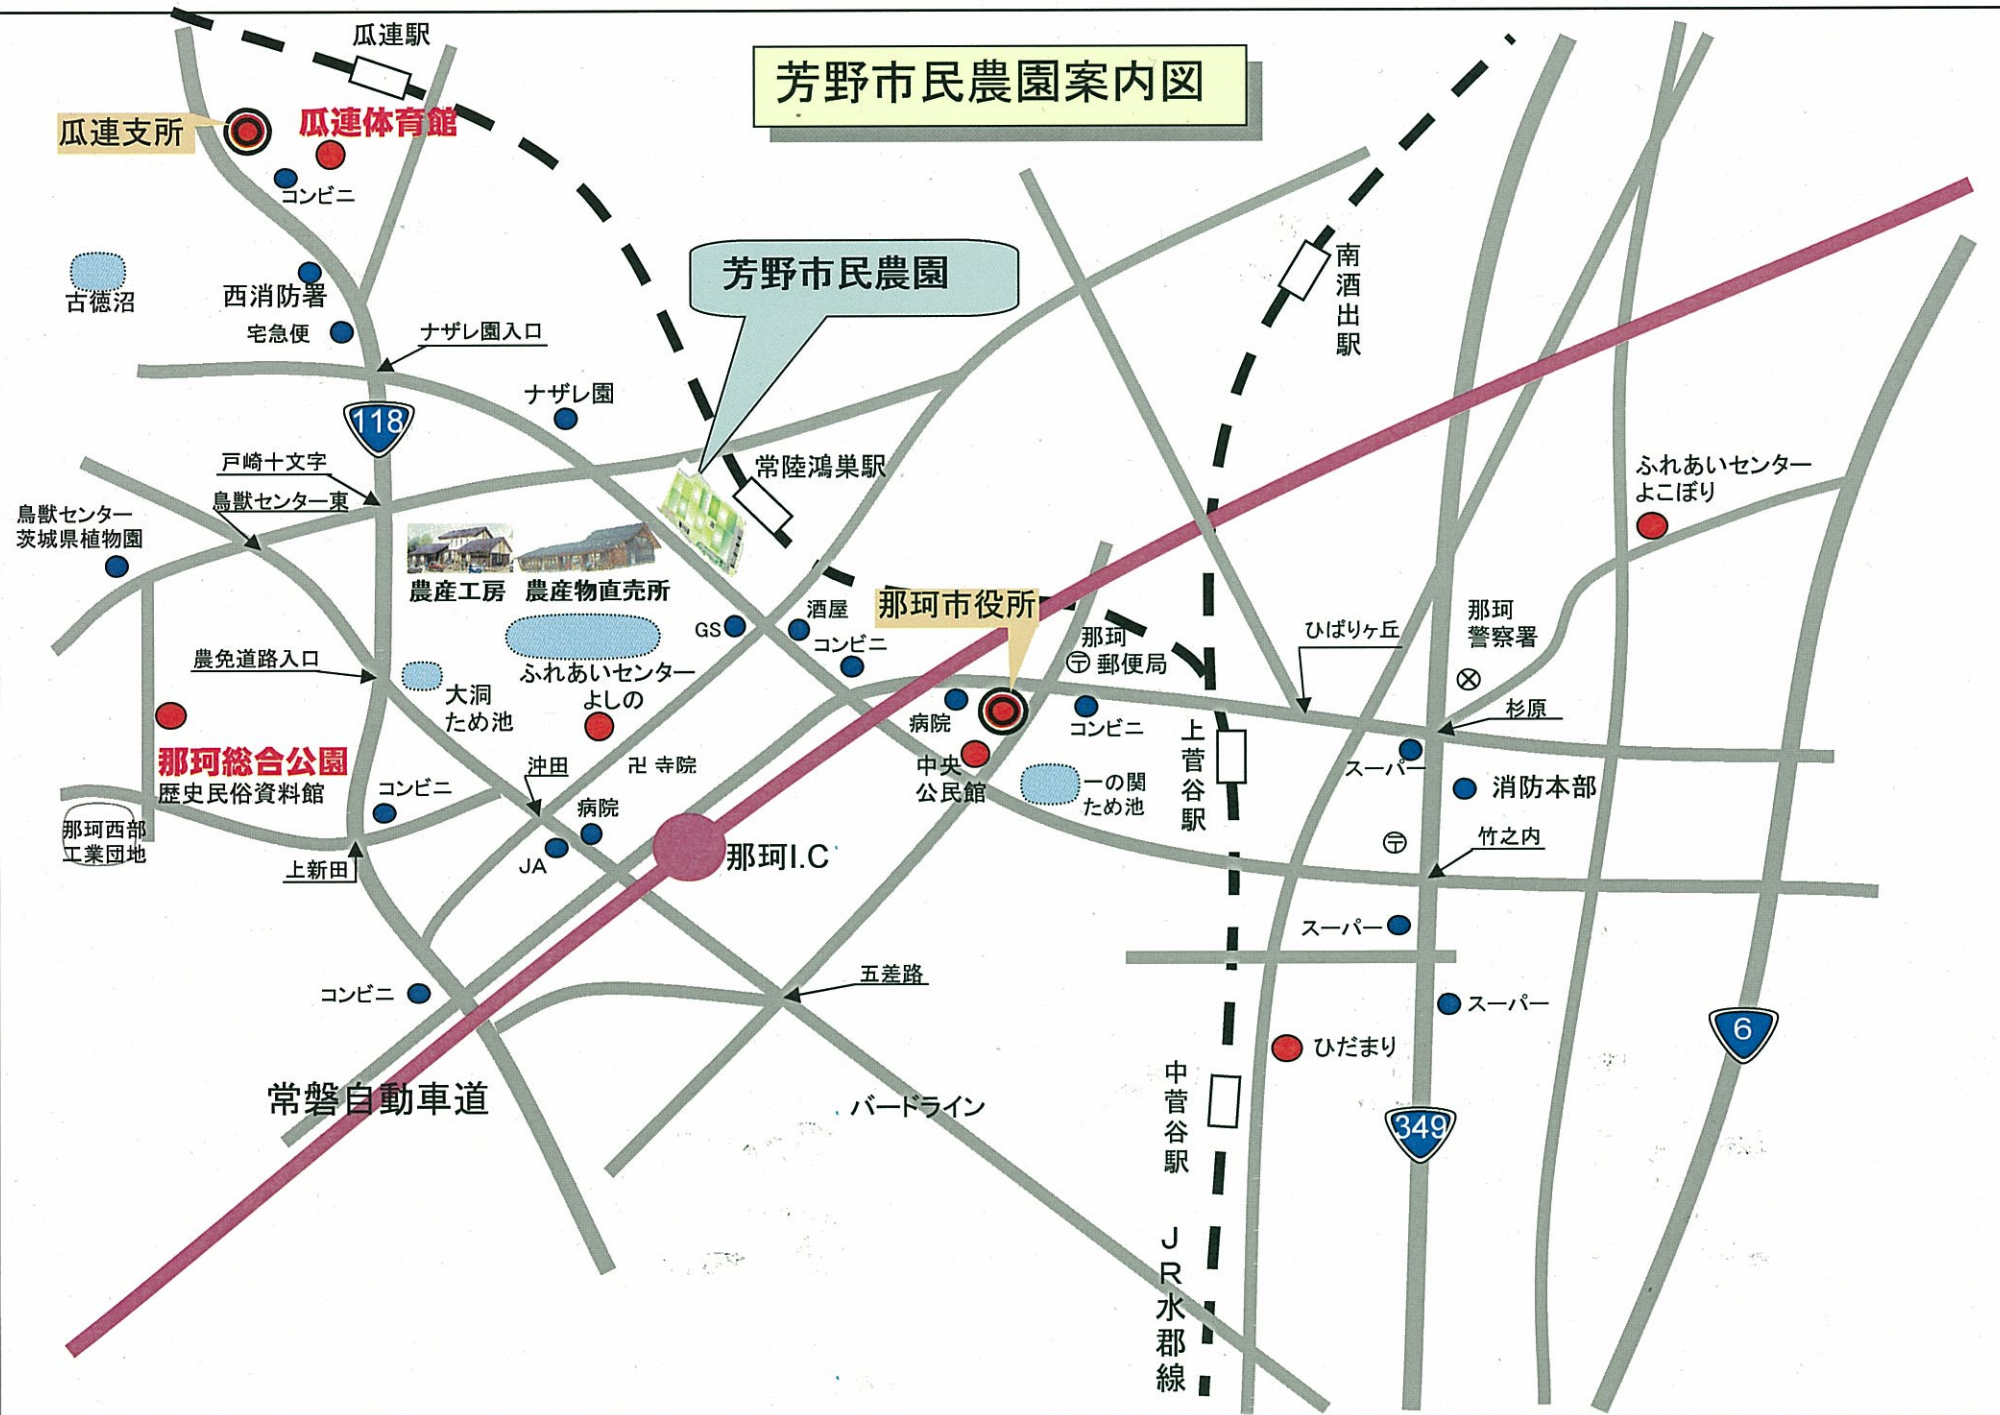 芳野市民農園案内図
瓜連駅
瓜連支所
瓜連体育館
コンビニ
古徳沼
西消防署
宅急便
ナザレ園入口
芳野市民農園
南酒出駅
ナザレ園
118
戸崎十文字
鳥獣センター東
鳥獣センター
茨城県植物園
常陸鴻巣駅
ふれあいセンター
よこぼり
農産工房
農産物直売所
GS
酒屋
コンビニ
那珂市役所
那珂
〒郵便局
ひばりヶ丘
那珂
警察署
農免道路入口
大洞
ため池
ふれあいセンター
よしの
病院
コンビニ
上菅谷駅
杉原
那珂総合公園
歴史民俗資料館
コンビニ
沖田
卍 寺院
中央
公民館
一の関
ため池
スーパー
消防本部
那珂西部
工業団地
上新田
病院
JA
那珂I.C
〒
竹之内
スーパー
コンビニ
五差路
スーパー
6
ひだまり
常磐自動車道
バードライン
中菅谷駅
349
JR水郡線